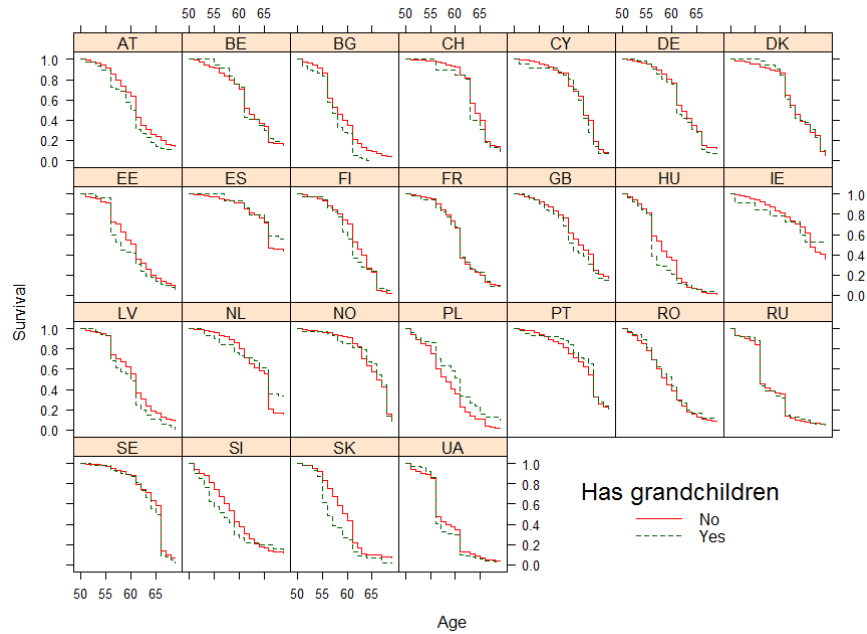 50 55 60 65 50 55 60 65 50 55 60 65
AT BE BG CH CY DE DK
1.0
0.8
0.6
0.4
0.2
0.0
EE ES FI FR GB HU IE
1.0
0.8
0.6
0.4
0.2
0.0
LV NL NO PL PT RO RU
1.0
0.8
0.6
0.4
0.2
0.0
SE SI SK UA
1.0
0.8
0.6
0.4
0.2
0.0
50 55 60 65 50 55 60 65
Survival
Age
Has grandchildren
No
Yes